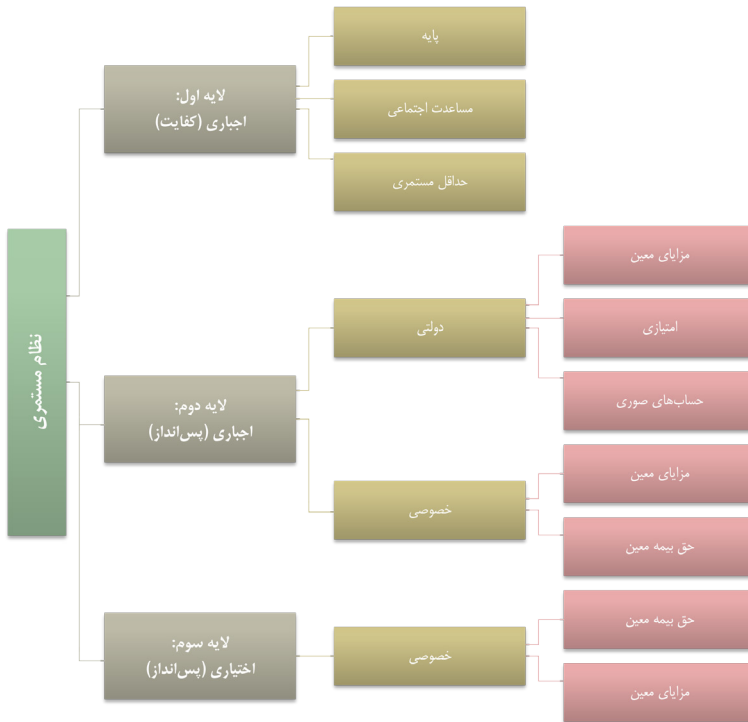 نظام مستمری
لایه اول:
اجباری (کفایت)
پایه
مساعدت اجتماعی
حداقل مستمری
لایه دوم:
اجباری (پس‌انداز)
دولتی
مزایای معین
امتیازی
حساب‌های صوری
خصوصی
مزایای معین
حق بیمه معین
لایه سوم:
اختیاری (پس‌انداز)
خصوصی
حق بیمه معین
مزایای معین